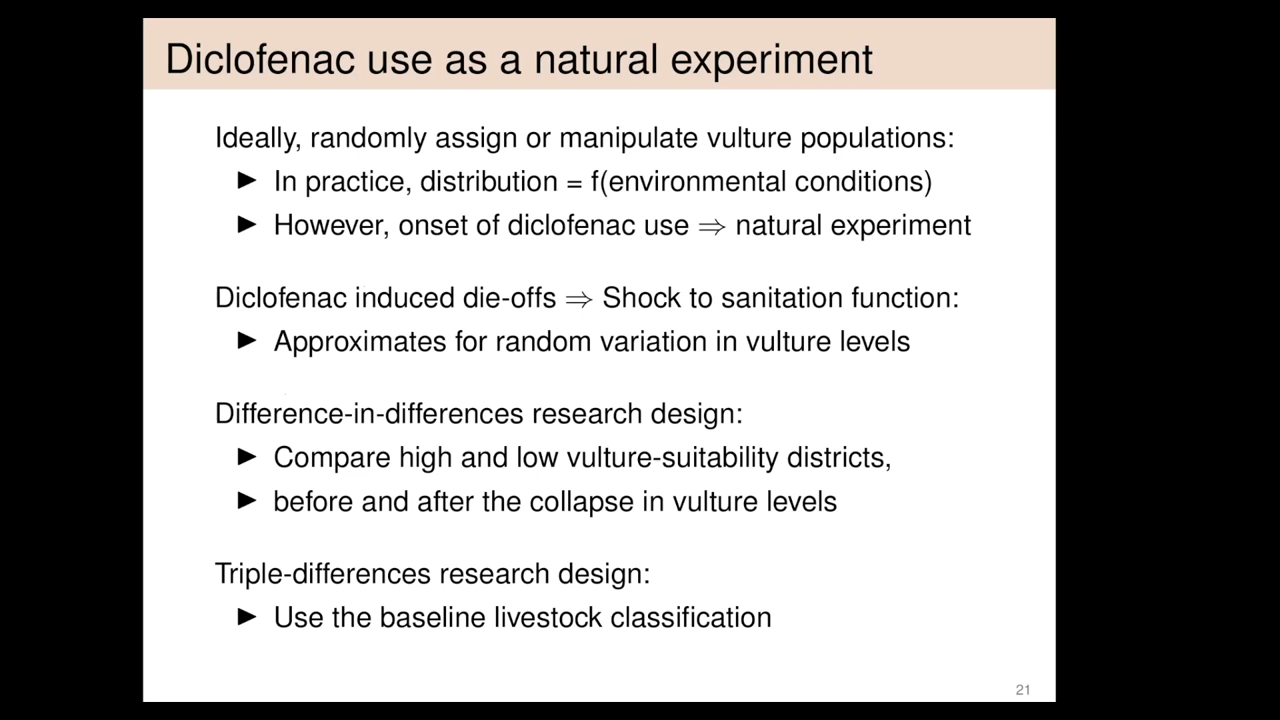 Diclofenac use as a natural experiment
Ideally, randomly assign or manipulate vulture populations:
▶ In practice, distribution = f(environmental conditions)
▶ However, onset of diclofenac use ⇒ natural experiment
Diclofenac induced die-offs ⇒ Shock to sanitation function:
▶ Approximates for random variation in vulture levels
Difference-in-differences research design:
▶ Compare high and low vulture-suitability districts,
▶ before and after the collapse in vulture levels
Triple-differences research design:
▶ Use the baseline livestock classification
21